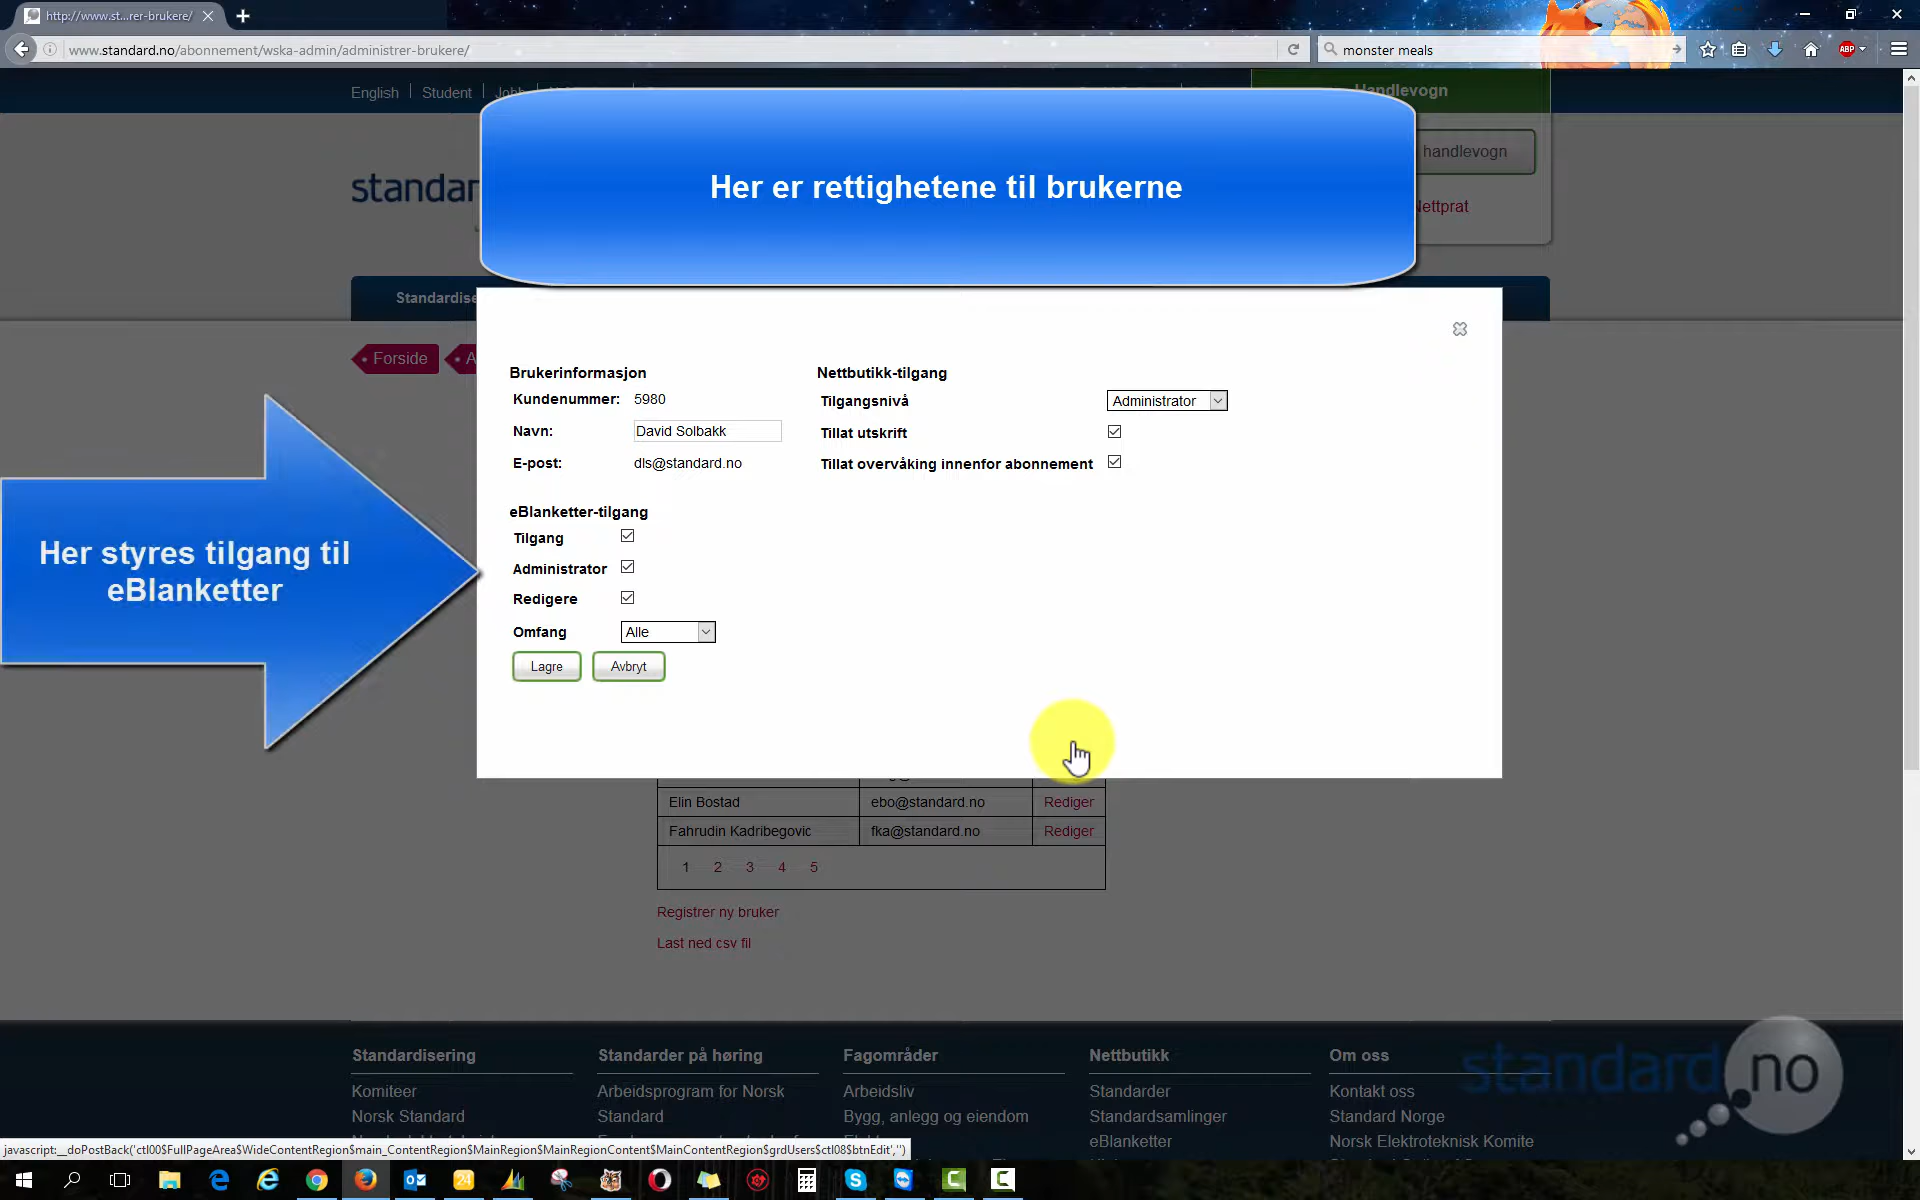 http://www.st...rer-brukere/
www.standard.no/abonnement/wska-admin/administrer-brukere/
monster meals
ABP
English
Student
Handlevogn
handlevogn
Nettprat
standar
Her er rettighetene til brukerne
Standardise
Forside
A
Brukerinformasjon
Kundenummer: 5980
Navn: David Solbakk
E-post: dls@standard.no
Nettbutikk-tilgang
Tilgangsnivå Administrator
Tillat utskrift
Tillat overvåking innenfor abonnement
eBlanketter-tilgang
Tilgang
Administrator
Redigere
Omfang Alle
Lagre Avbryt
Her styres tilgang til
eBlanketter
Elin Bostad ebo@standard.no Rediger
Fahrudin Kadribegovic fka@standard.no Rediger
1 2 3 4 5
Registrer ny bruker
Last ned csv fil
Standardisering
Komiteer
Norsk Standard
Standarder på høring
Arbeidsprogram for Norsk
Standard
Fagområder
Arbeidsliv
Bygg, anlegg og eiendom
Nettbutikk
Standarder
Standardsamlinger
eBlanketter
Om oss
Kontakt oss
Standard Norge
Norsk Elektroteknisk Komite
standard.no
javascript:__doPostBack('ctl00$FullPageArea$WideContentRegion$main_ContentRegion$MainRegion$MainRegionContent$MainContentRegion$grdUsers$ctl08$btnEdit','')
24